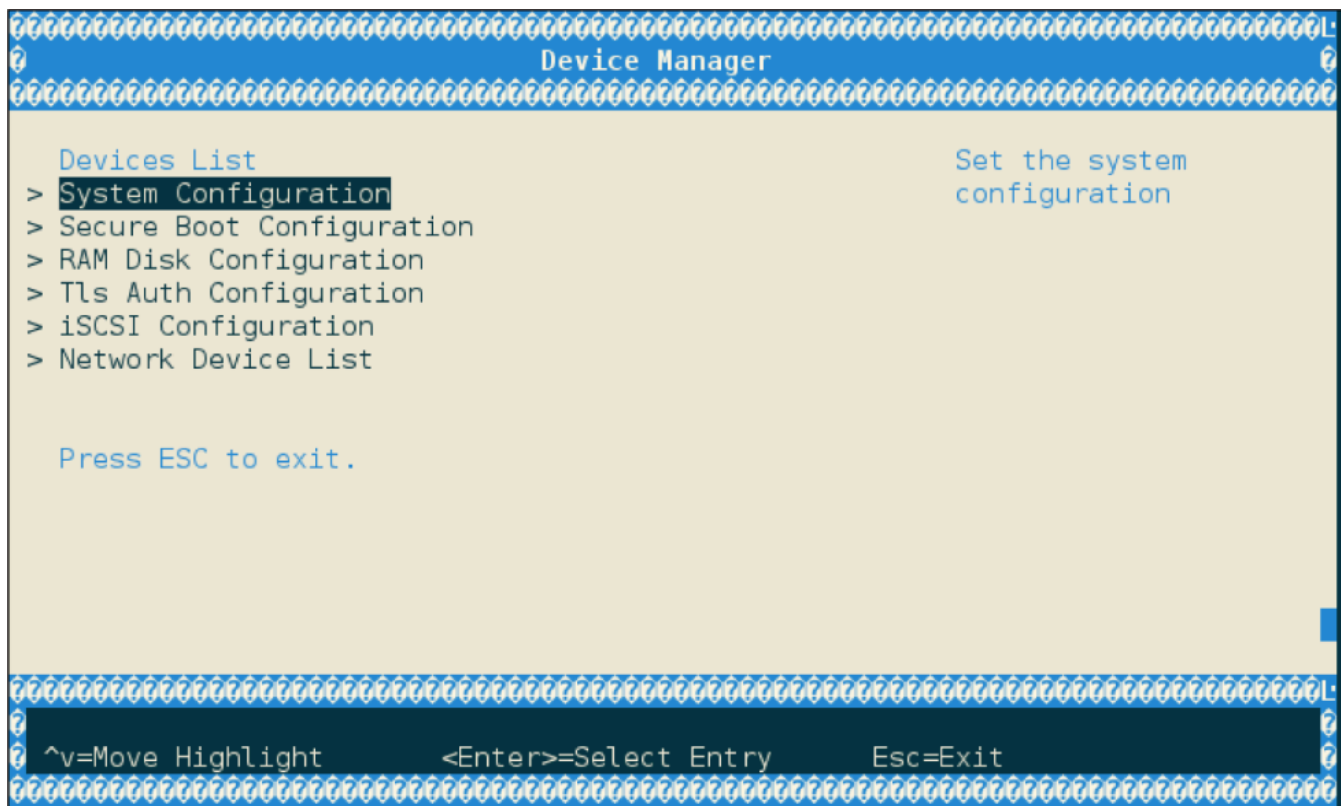 Device Manager
Devices List
Set the system
> System Configuration
configuration
> Secure Boot Configuration
> RAM Disk Configuration
> Tls Auth Configuration
> iSCSI Configuration
> Network Device List
Press ESC to exit.
^v=Move Highlight <Enter>=Select Entry Esc=Exit